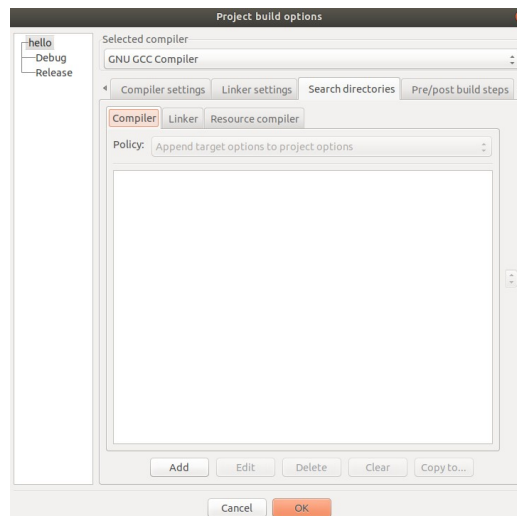 Project build options
hello
Debug
Release
Selected compiler
GNU GCC Compiler
Compiler settings
Linker settings
Search directories
Pre/post build steps
Compiler
Linker
Resource compiler
Policy:
Append target options to project options
Add
Edit
Delete
Clear
Copy to...
Cancel
OK